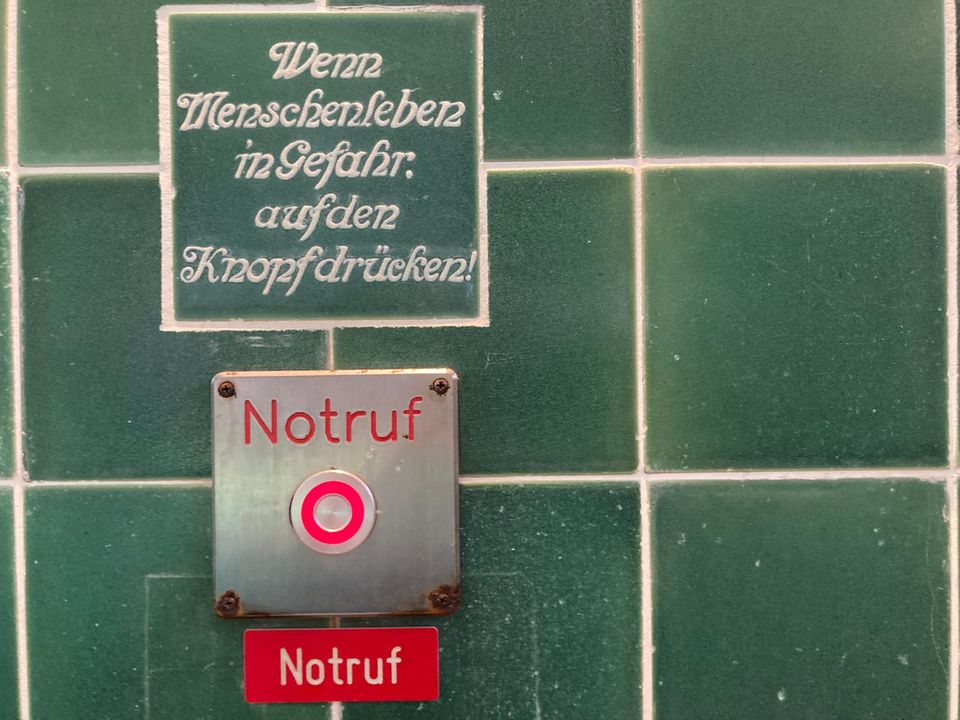 Wenn
Menschenleben
in Gefahr:
auf den
Knopf drücken!
Notruf
Notruf